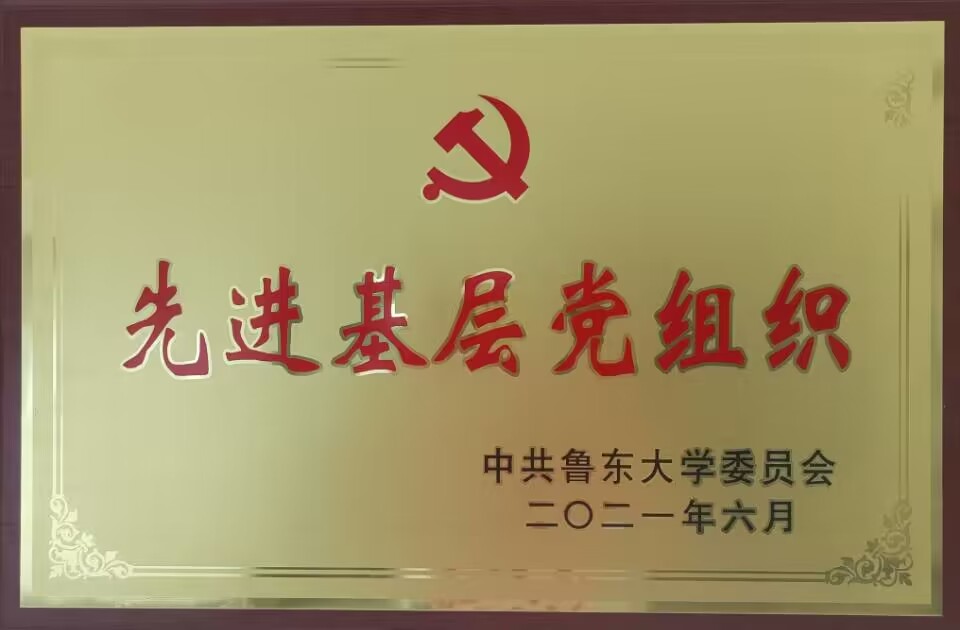 先进基层党组织
中共鲁东大学委员会
二〇二一年六月